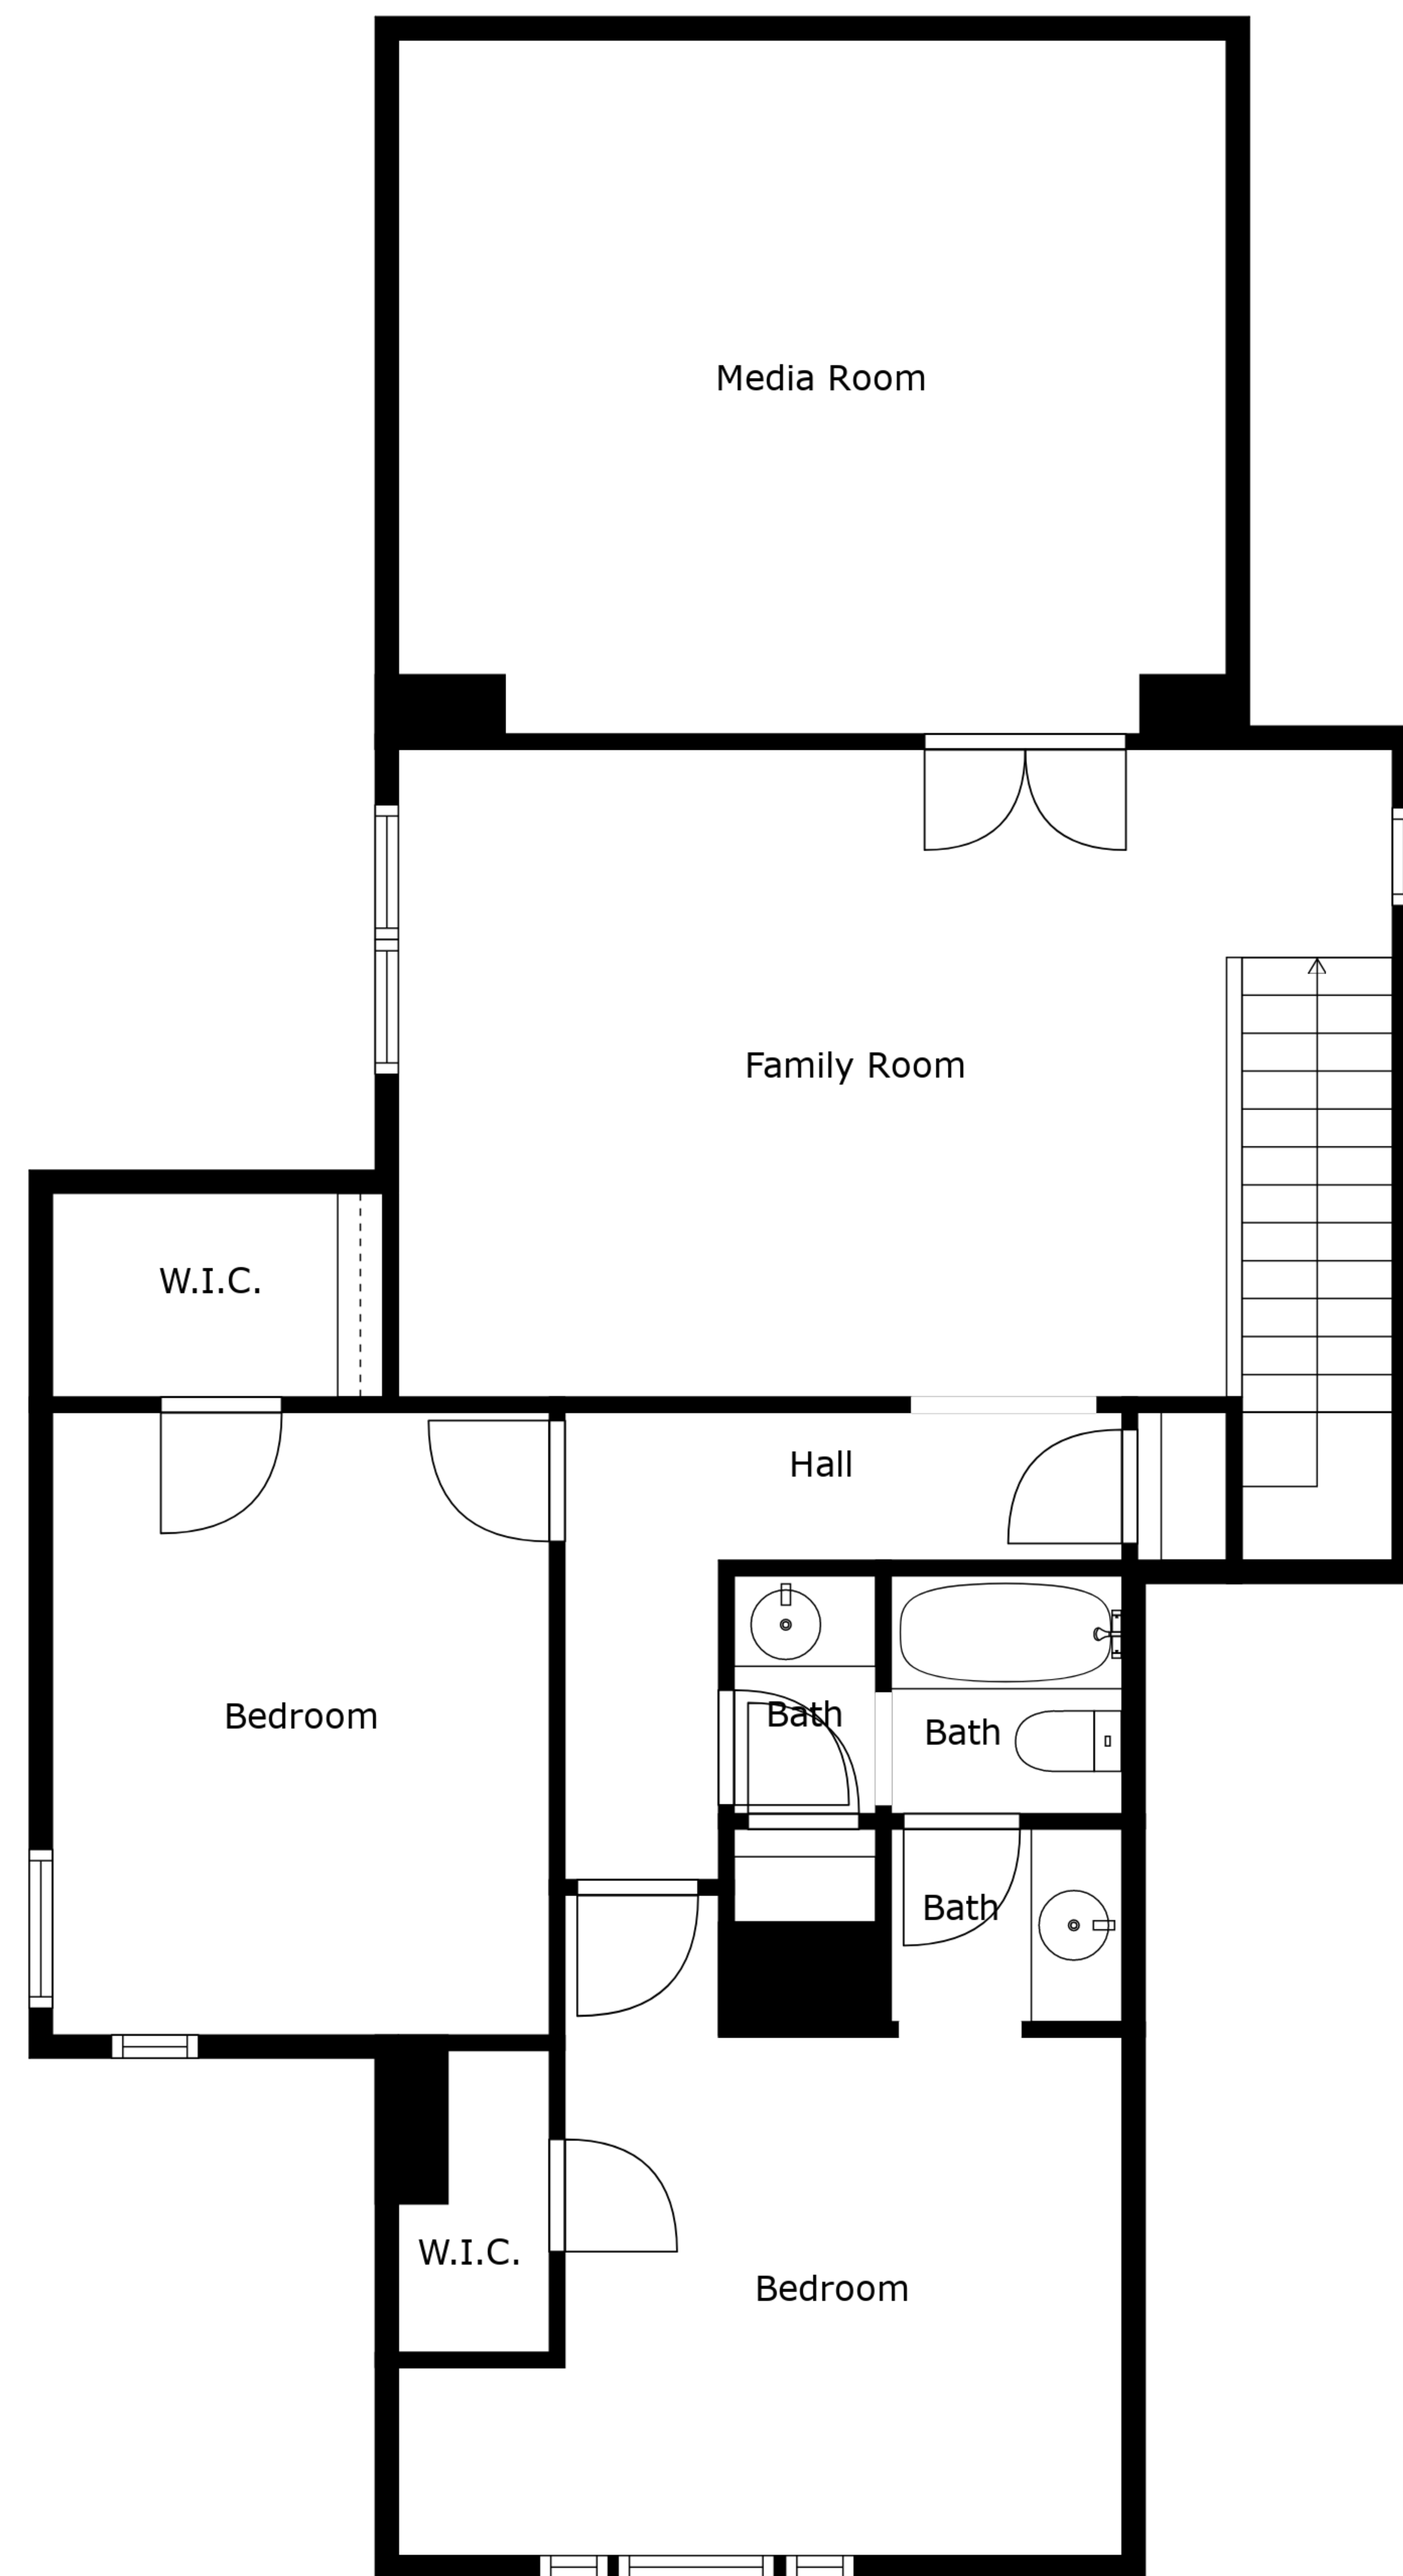 Media Room
Family Room
W.I.C.
Hall
Bedroom
Bath
Bath
Bath
W.I.C.
Bedroom